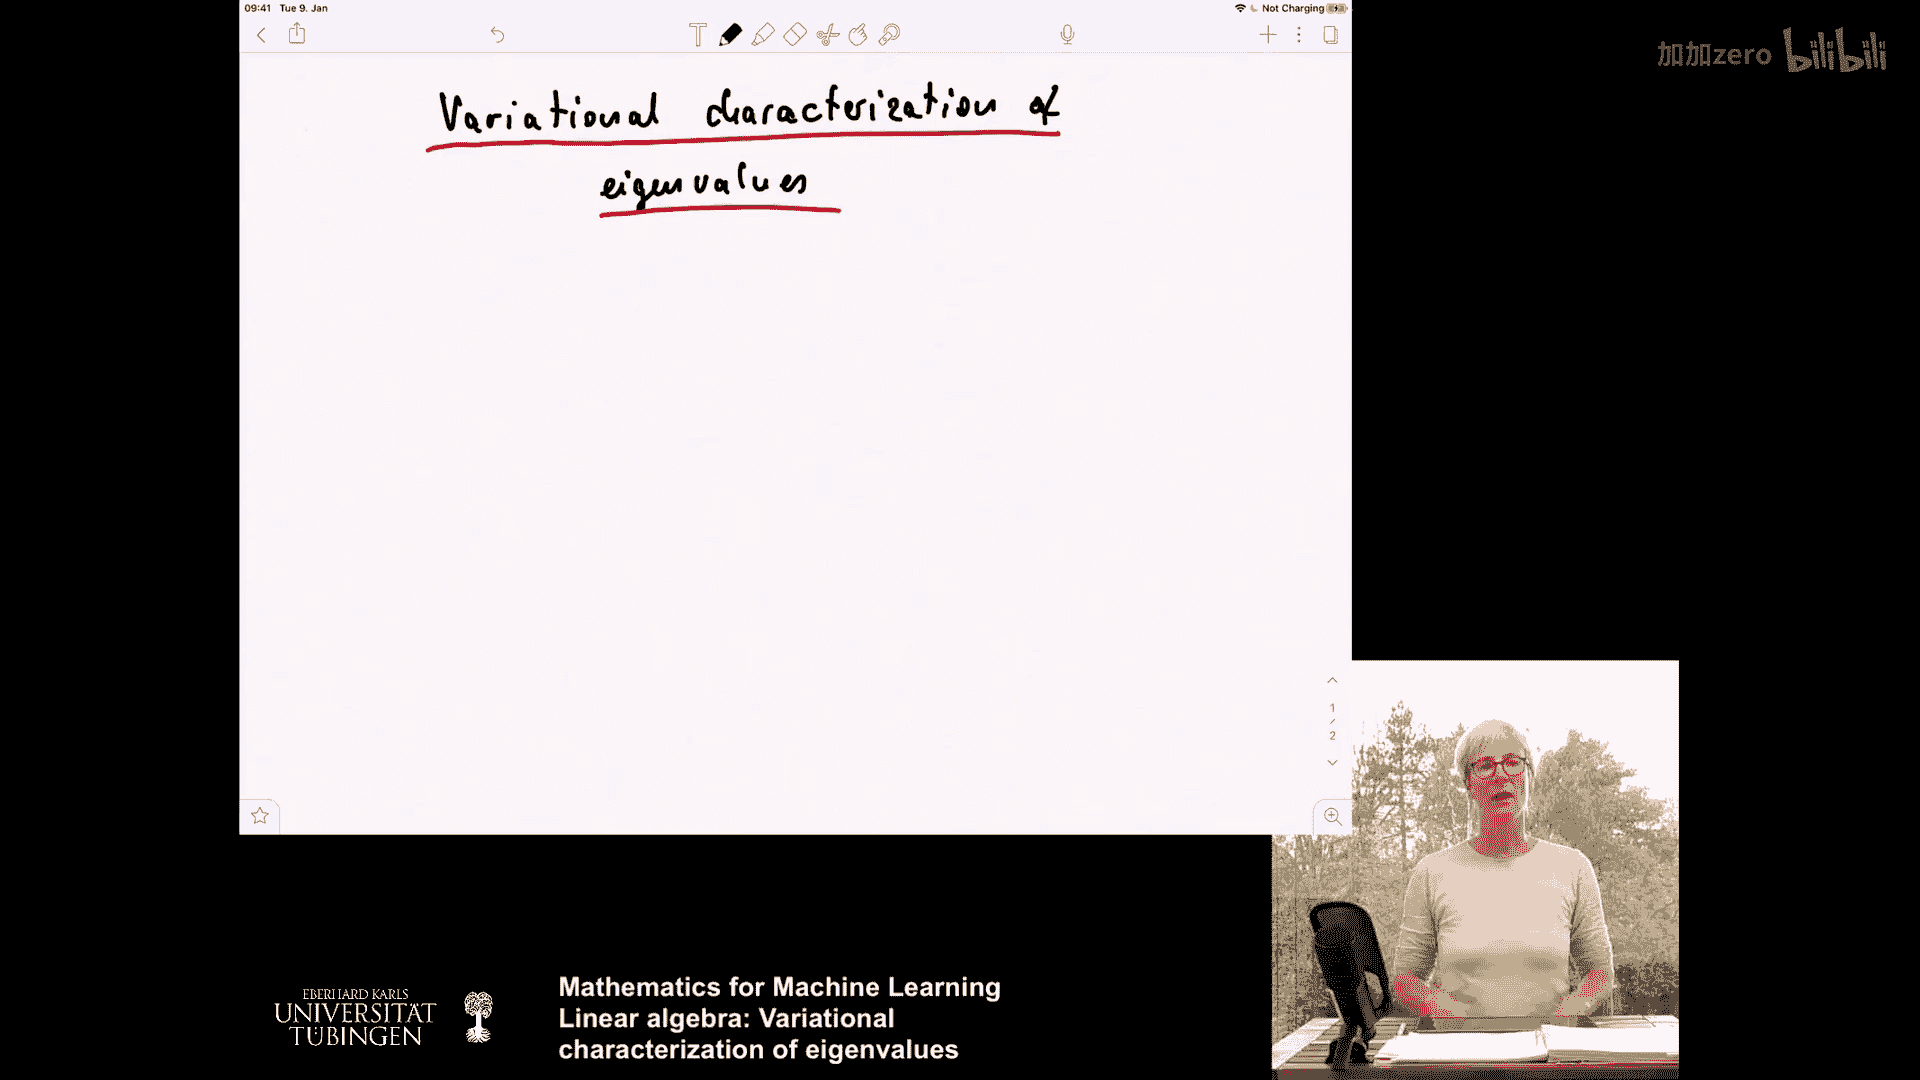 09:41 Tue 9. Jan
Not Charging
加加zero bilibili
Variational characterization of
eigenvalues
1
2
EBERHARD KARLS
UNIVERSITÄT
TÜBINGEN
Mathematics for Machine Learning
Linear algebra: Variational
characterization of eigenvalues